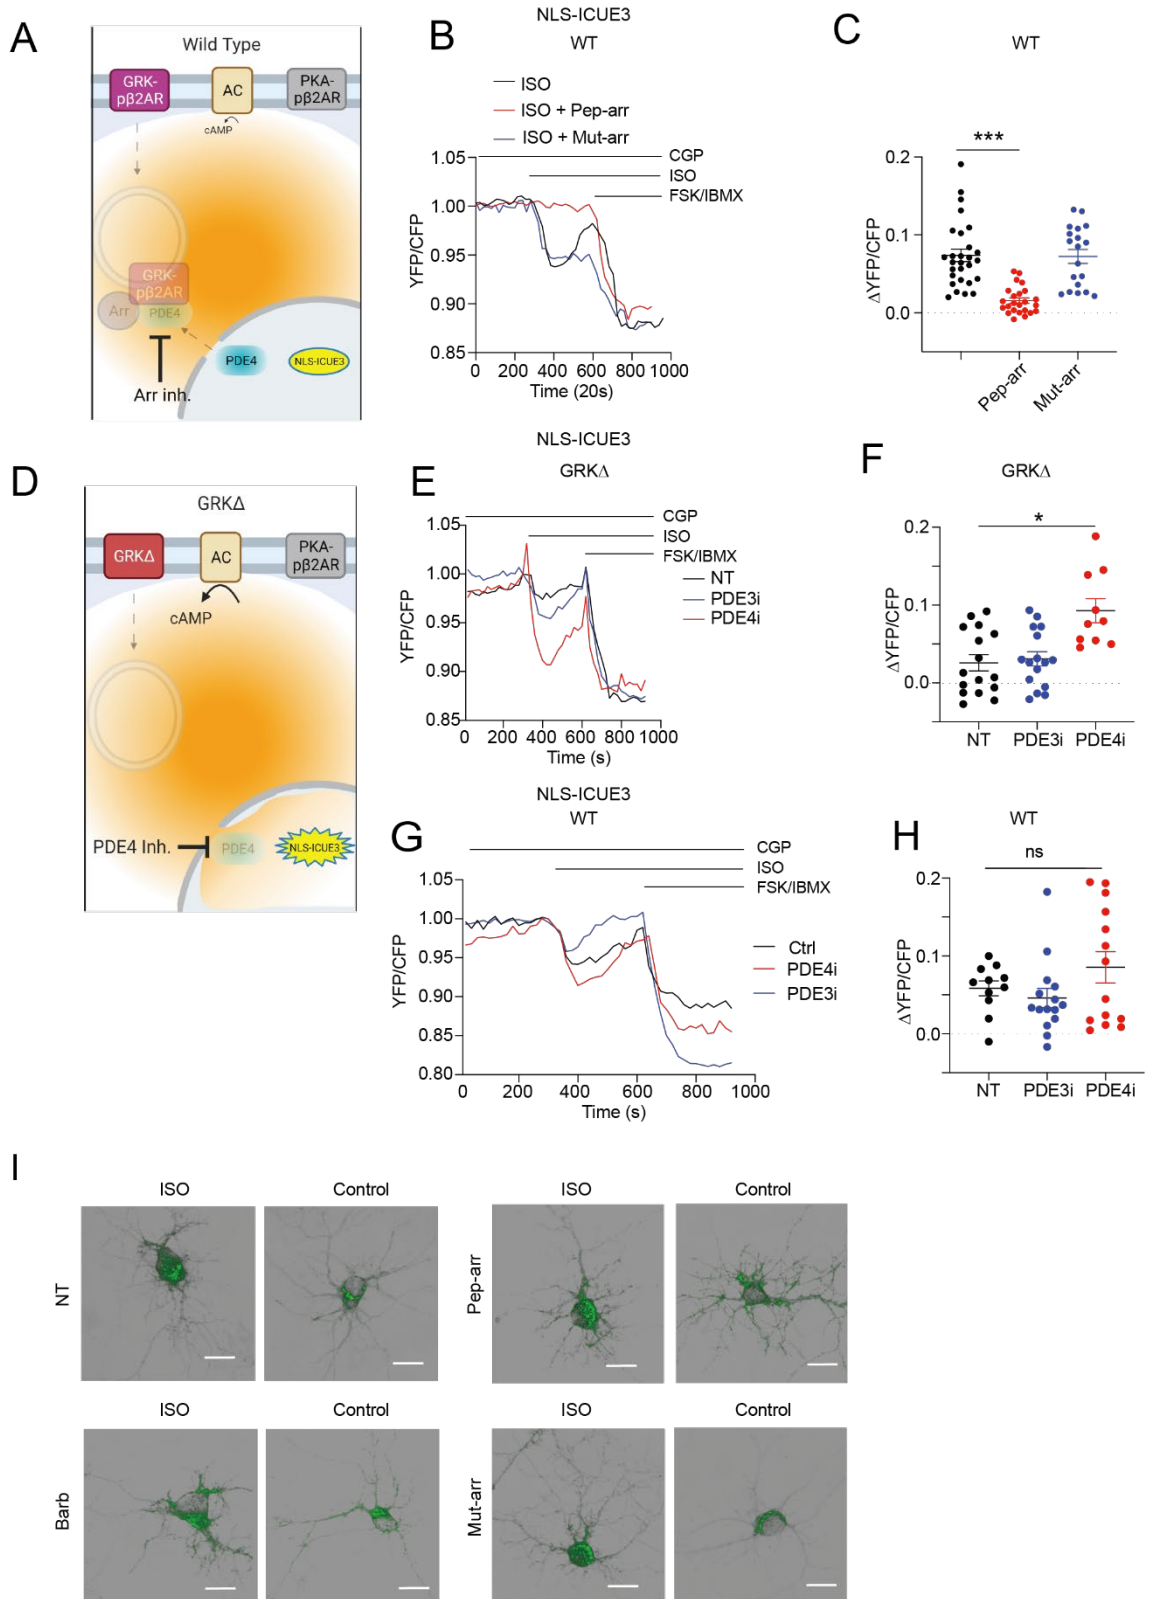 A
Wild Type
GRK-
pβ2AR
AC
PKA-
pβ2AR
cAMP
GRK-
pβ2AR
Arr
PDE4
PDE4
NLS-ICUE3
Arr inh.
B
NLS-ICUE3
WT
ISO
ISO + Pep-arr
ISO + Mut-arr
CGP
ISO
FSK/IBMX
1.05
1.00
0.95
0.90
0.85
YFP/CFP
0 200 400 600 800 1000
Time (20s)
C
WT
***
0.2
0.1
0.0
ΔYFP/CFP
Pep-arr
Mut-arr
D
GRKΔ
GRKΔ
AC
PKA-
pβ2AR
cAMP
PDE4 Inh.
PDE4
NLS-ICUE3
E
NLS-ICUE3
GRKΔ
CGP
ISO
FSK/IBMX
NT
PDE3i
PDE4i
1.05
1.00
0.95
0.90
0.85
YFP/CFP
0 200 400 600 800 1000
Time (s)
F
GRKΔ
*
0.2
0.1
0.0
ΔYFP/CFP
NT PDE3i PDE4i
G
NLS-ICUE3
WT
CGP
ISO
FSK/IBMX
1.05
1.00
0.95
0.90
0.85
0.80
YFP/CFP
Ctrl
PDE4i
PDE3i
0 200 400 600 800 1000
Time (s)
H
WT
ns
0.2
0.1
0.0
ΔYFP/CFP
NT PDE3i PDE4i
I
ISO Control ISO Control
NT
Pep-arr
ISO Control ISO Control
Barb
Mut-arr